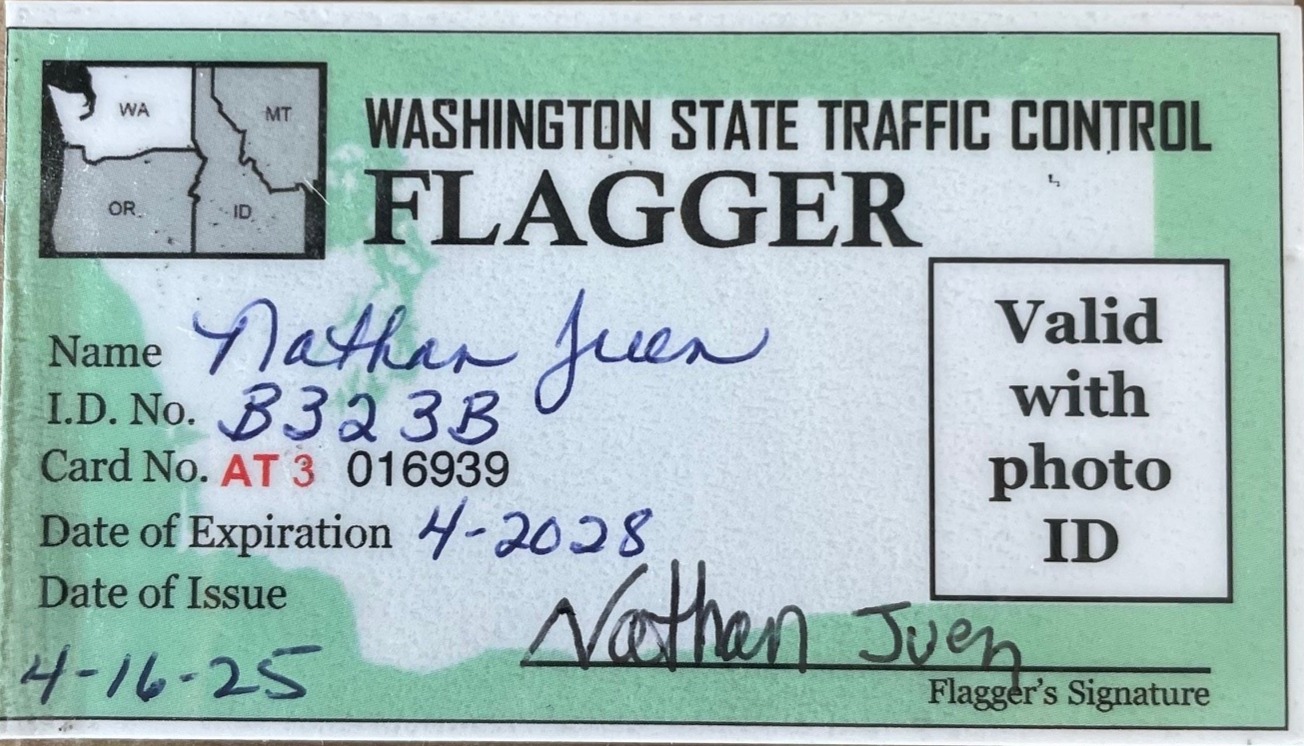 WA
MT
OR
ID
WASHINGTON STATE TRAFFIC CONTROL
FLAGGER
Name Nathan Juen
I.D. No. B323B
Card No. AT 3 016939
Date of Expiration 4-2028
Date of Issue
4-16-25
Valid
with
photo
ID
Nathan Juen
Flagger's Signature